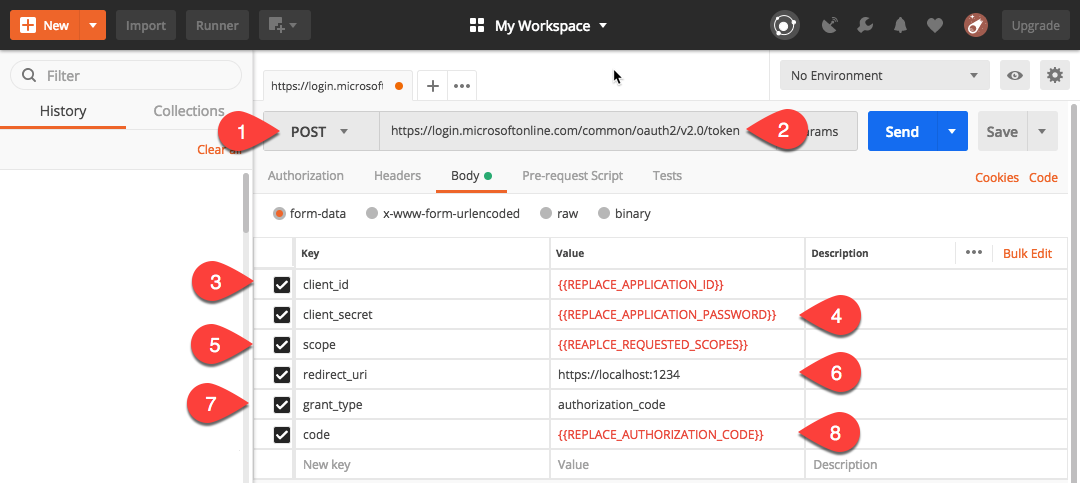 New Import Runner My Workspace Upgrade
Filter
History Collections
Clear all
https://login.microsoft
No Environment
1 POST https://login.microsoftonline.com/common/oauth2/v2.0/token 2 Send Save
Authorization Headers Body Pre-request Script Tests Cookies Code
form-data x-www-form-urlencoded raw binary
Key Value Description Bulk Edit
3 client_id {{REPLACE_APPLICATION_ID}}
client_secret {{REPLACE_APPLICATION_PASSWORD}} 4
5 scope {{REAPLCE_REQUESTED_SCOPES}}
redirect_uri https://localhost:1234 6
7 grant_type authorization_code
code {{REPLACE_AUTHORIZATION_CODE}} 8
New key Value Description